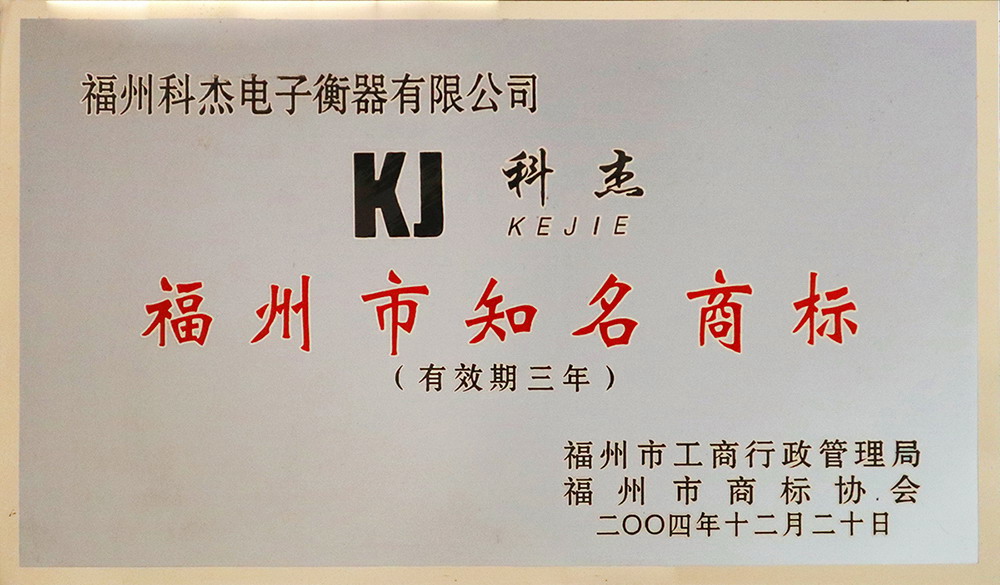 福州科杰电子衡器有限公司
KJ 科杰
KEJIE
福州市知名商标
（有效期三年）
福州市工商行政管理局
福州市商标协会
二〇〇四年十二月二十日